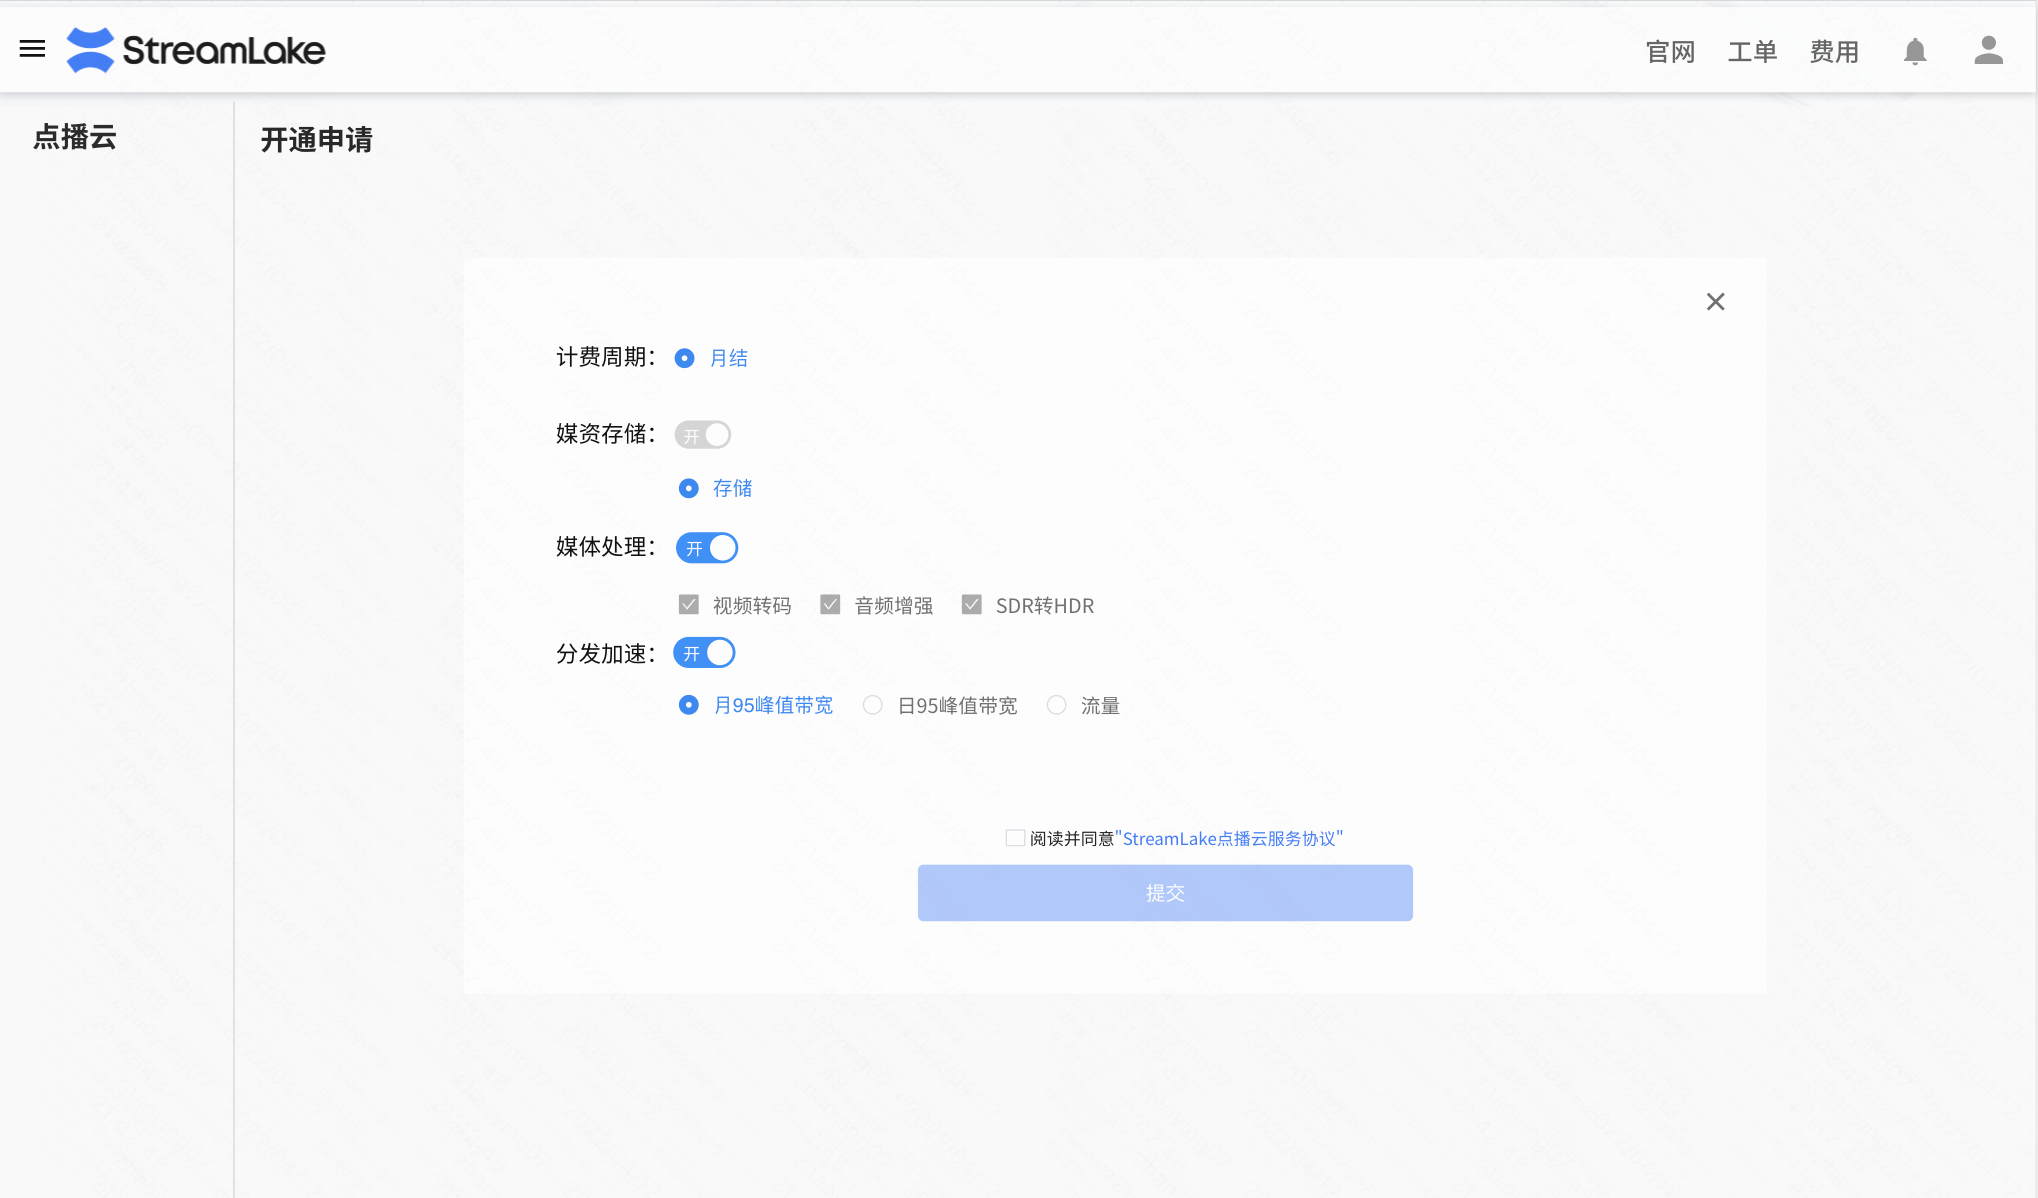 StreamLake
官网 工单 费用
点播云
开通申请
计费周期： 月结
媒资存储： 开
存储
媒体处理： 开
视频转码 音频增强 SDR转HDR
分发加速： 开
月95峰值带宽 日95峰值带宽 流量
阅读并同意"StreamLake点播云服务协议"
提交